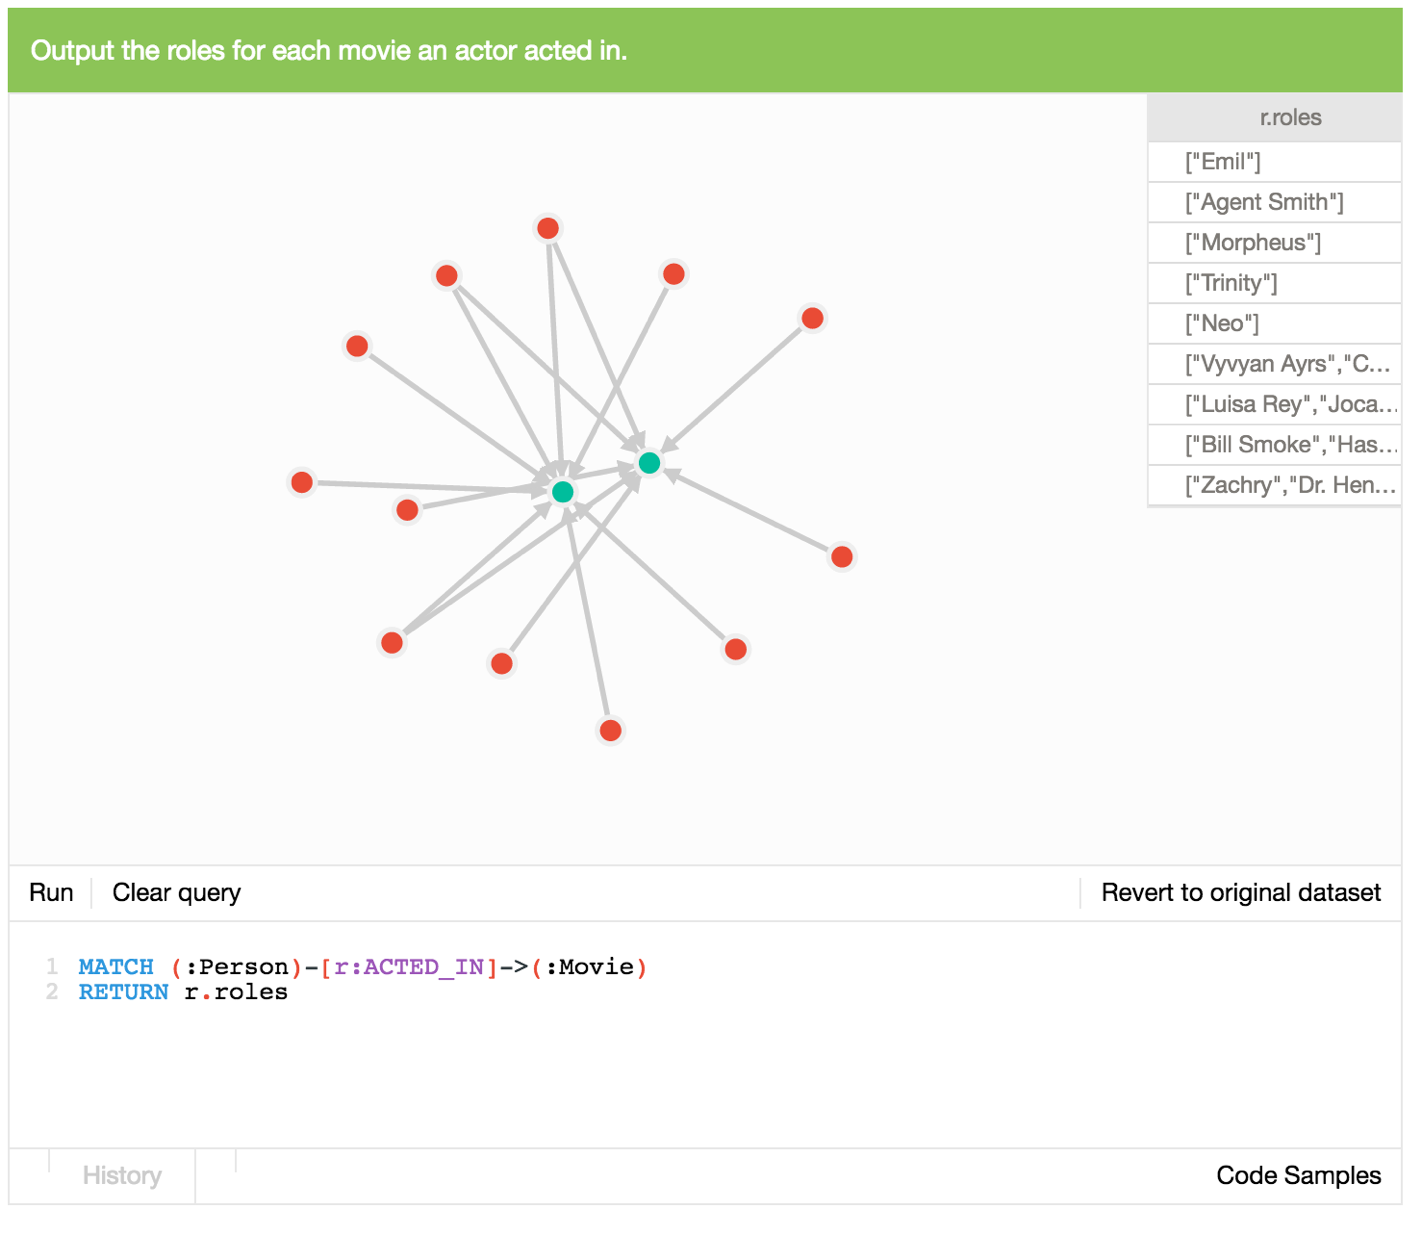 Output the roles for each movie an actor acted in.
r.roles
["Emil"]
["Agent Smith"]
["Morpheus"]
["Trinity"]
["Neo"]
["Vyvyan Ayrs","C...
["Luisa Rey","Joca...
["Bill Smoke","Has...
["Zachry","Dr. Hen...
Run Clear query Revert to original dataset
1 MATCH (:Person)-[r:ACTED_IN]->(:Movie)
2 RETURN r.roles
History Code Samples